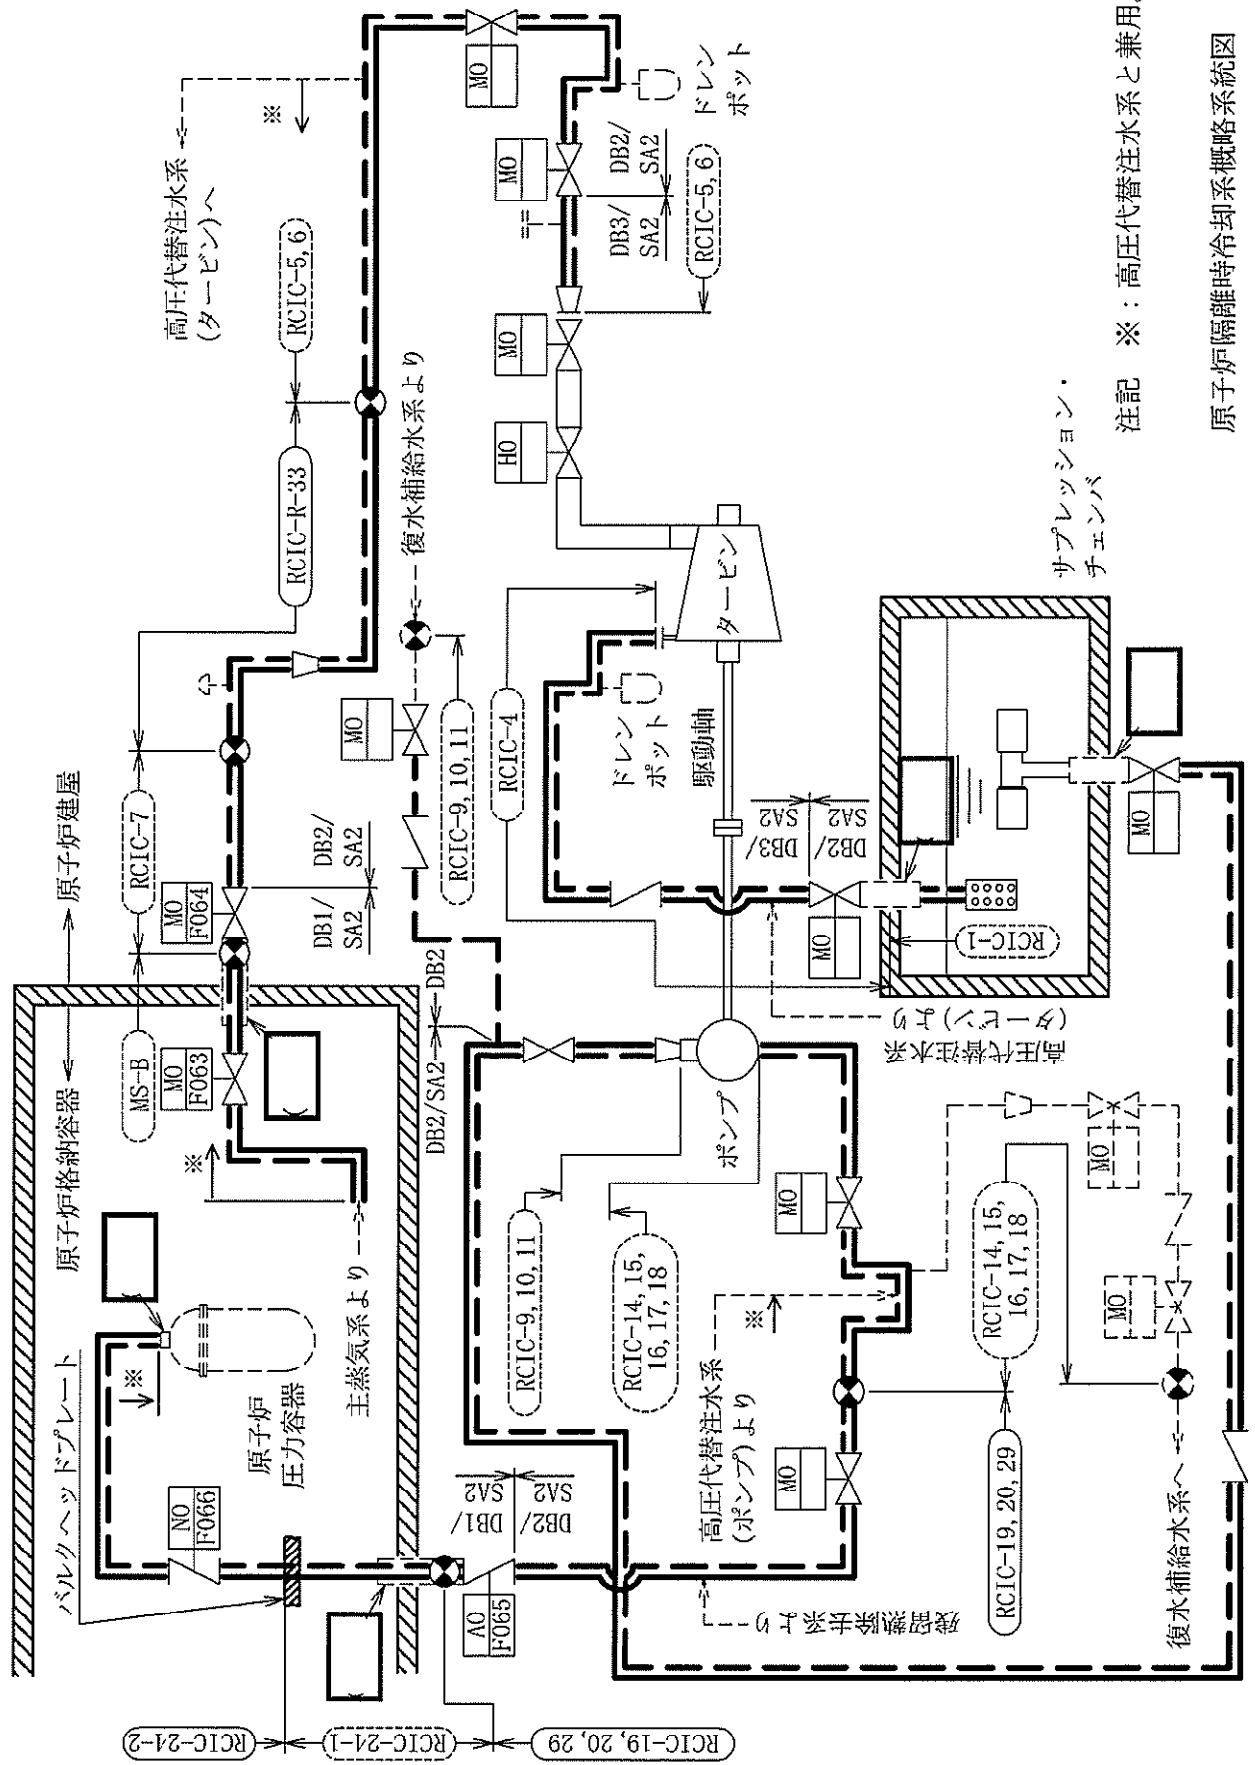 バルクヘッドプレート
原子炉格納容器
原子炉建屋
高圧代替注水系
(タービン)へ
※
RCIC-5,6
RCIC-R-33
RCIC-7
MS-B
MO
F063
MO
F064
DB1/
SA2
DB2/
SA2
※
主蒸気系より
※
原子炉
圧力容器
NO
F066
AO
F065
DB1/
SA2
DB2/
SA2
RCIC-24-2
RCIC-24-1
RCIC-19, 20, 29
MO
復水補給水系より
RCIC-9, 10, 11
DB2/SA2
DB2
MO
ドレン
ポット
MO
DB3/
SA2
DB2/
SA2
RCIC-5, 6
MO
HO
RCIC-4
タービン
ドレン
ポット
駆動軸
DB3/
SA2
DB2/
SA2
MO
高圧代替注水系
(タービン)より
RCIC-1
サプレッション・
チェンバ
MO
ポンプ
RCIC-9, 10, 11
RCIC-14, 15,
16, 17, 18
MO
高圧代替注水系
(ポンプ)より
※
MO
残留熱除去系より
RCIC-19, 20, 29
RCIC-14, 15,
16, 17, 18
MO
MO
復水補給水系へ
注記 ※:高圧代替注水系と兼用。
原子炉隔離時冷却系概略系統図